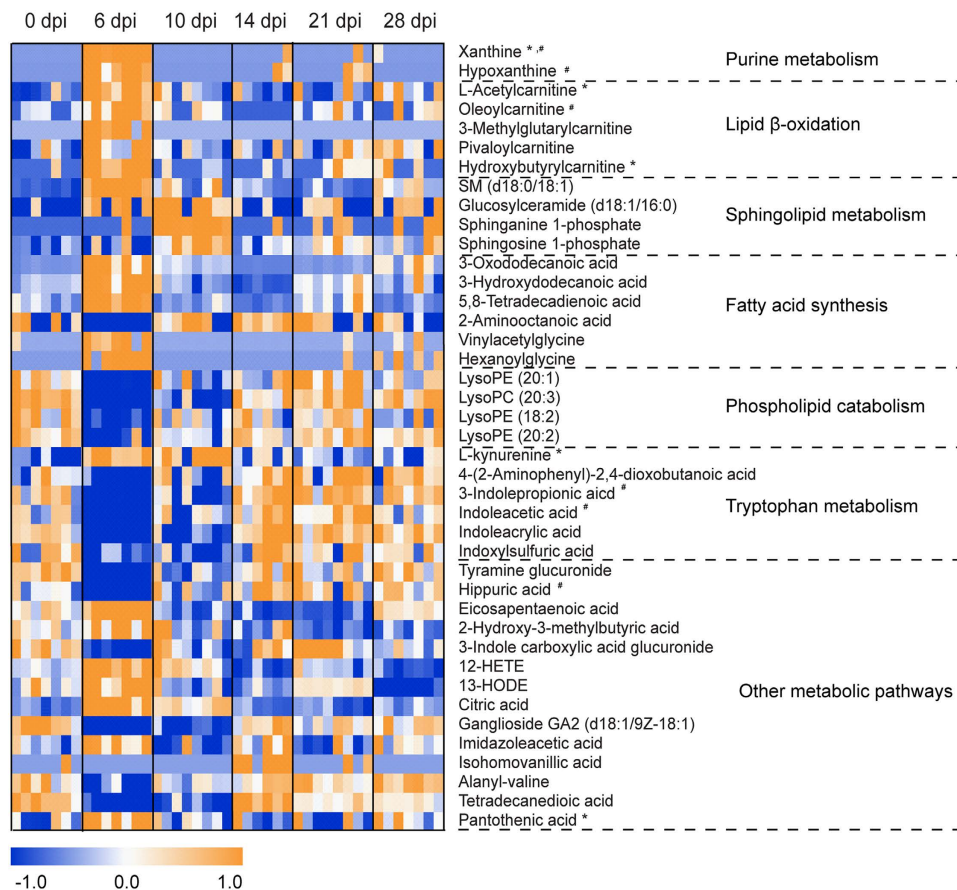 0 dpi 6 dpi 10 dpi 14 dpi 21 dpi 28 dpi
Xanthine *,#
Hypoxanthine #
Purine metabolism
L-Acetylcarnitine *
Oleoylcarnitine #
3-Methylglutarylcarnitine
Pivaloylcarnitine
Hydroxybutyrylcarnitine *
Lipid β-oxidation
SM (d18:0/18:1)
Glucosylceramide (d18:1/16:0)
Sphinganine 1-phosphate
Sphingosine 1-phosphate
Sphingolipid metabolism
3-Oxododecanoic acid
3-Hydroxydodecanoic acid
5,8-Tetradecadienoic acid
2-Aminooctanoic acid
Vinylacetylglycine
Hexanoylglycine
Fatty acid synthesis
LysoPE (20:1)
LysoPC (20:3)
LysoPE (18:2)
LysoPE (20:2)
Phospholipid catabolism
L-kynurenine *
4-(2-Aminophenyl)-2,4-dioxobutanoic acid
3-Indolepropionic aicd #
Indoleacetic acid #
Indoleacrylic acid
Indoxylsulfuric acid
Tryptophan metabolism
Tyramine glucuronide
Hippuric acid #
Eicosapentaenoic acid
2-Hydroxy-3-methylbutyric acid
3-Indole carboxylic acid glucuronide
12-HETE
13-HODE
Citric acid
Ganglioside GA2 (d18:1/9Z-18:1)
Imidazoleacetic acid
Isohomovanillic acid
Alanyl-valine
Tetradecanedioic acid
Pantothenic acid *
Other metabolic pathways
-1.0 0.0 1.0